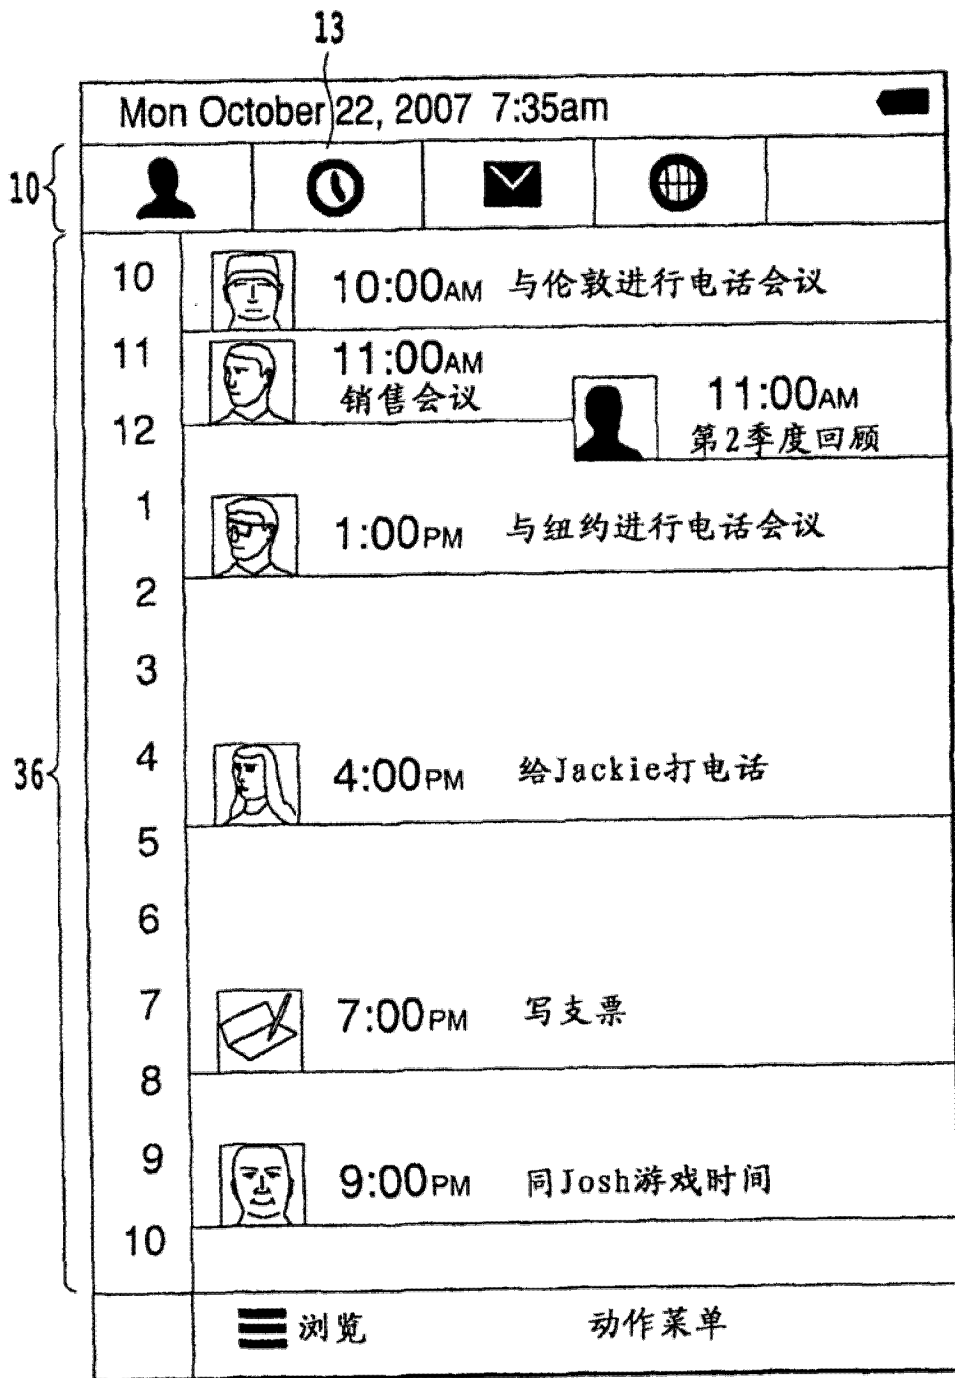 13
Mon October 22, 2007 7:35am
10
10
10:00AM 与伦敦进行电话会议
11
11:00AM
销售会议
11:00AM
第2季度回顾
12
1
1:00PM 与纽约进行电话会议
2
3
36
4
4:00PM 给Jackie打电话
5
6
7
7:00PM 写支票
8
9
9:00PM 同Josh游戏时间
10
浏览 动作菜单